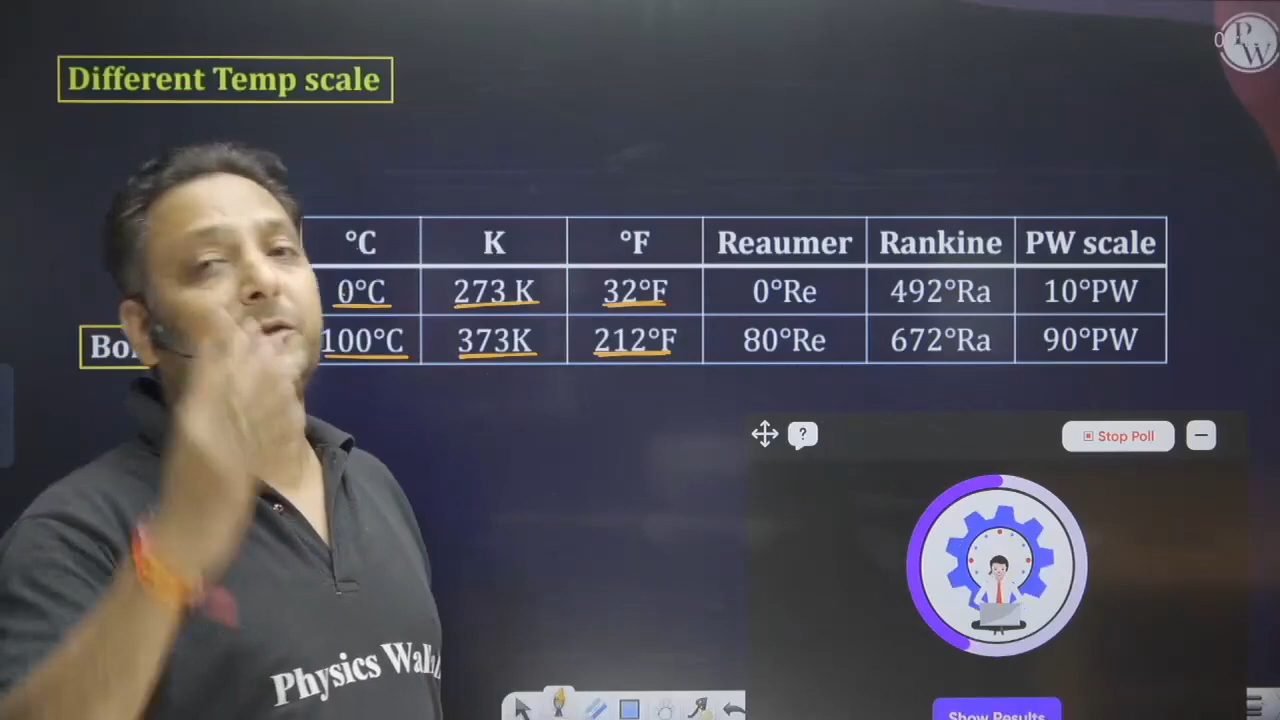 PW
Different Temp scale
°C K °F Reaumer Rankine PW scale
0°C 273 K 32°F 0°Re 492°Ra 10°PW
100°C 373K 212°F 80°Re 672°Ra 90°PW
?
Stop Poll
Physics
Show Results